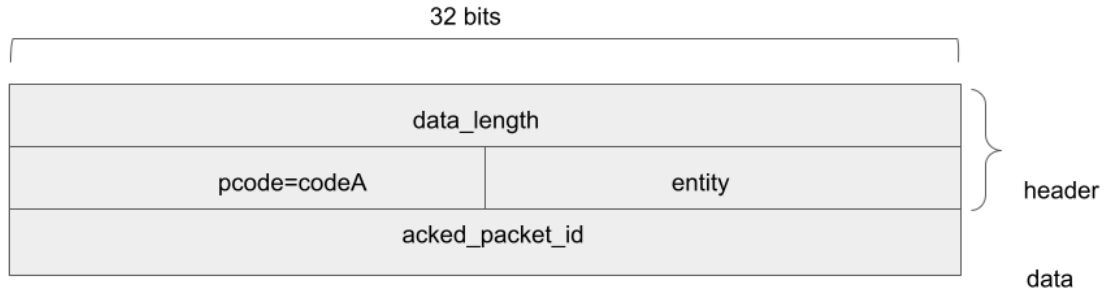 32 bits
data_length
pcode=codeA entity
header
acked_packet_id
data